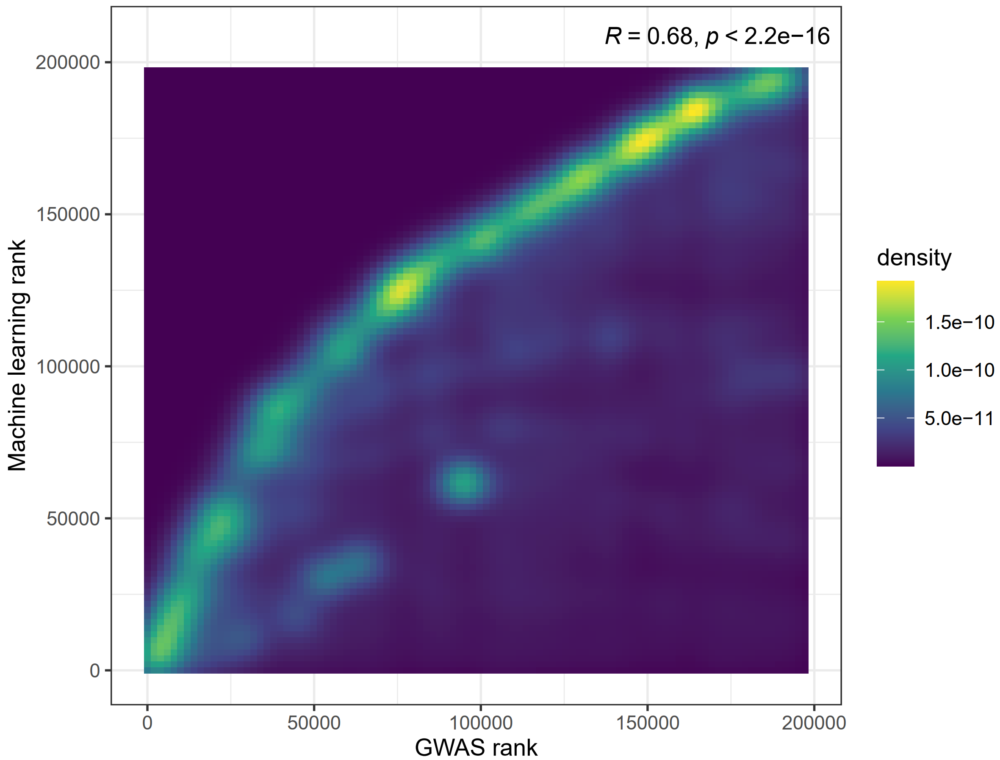 R = 0.68, p < 2.2e−16
200000
150000
100000
50000
0
Machine learning rank
0 50000 100000 150000 200000
GWAS rank
density
1.5e−10
1.0e−10
5.0e−11